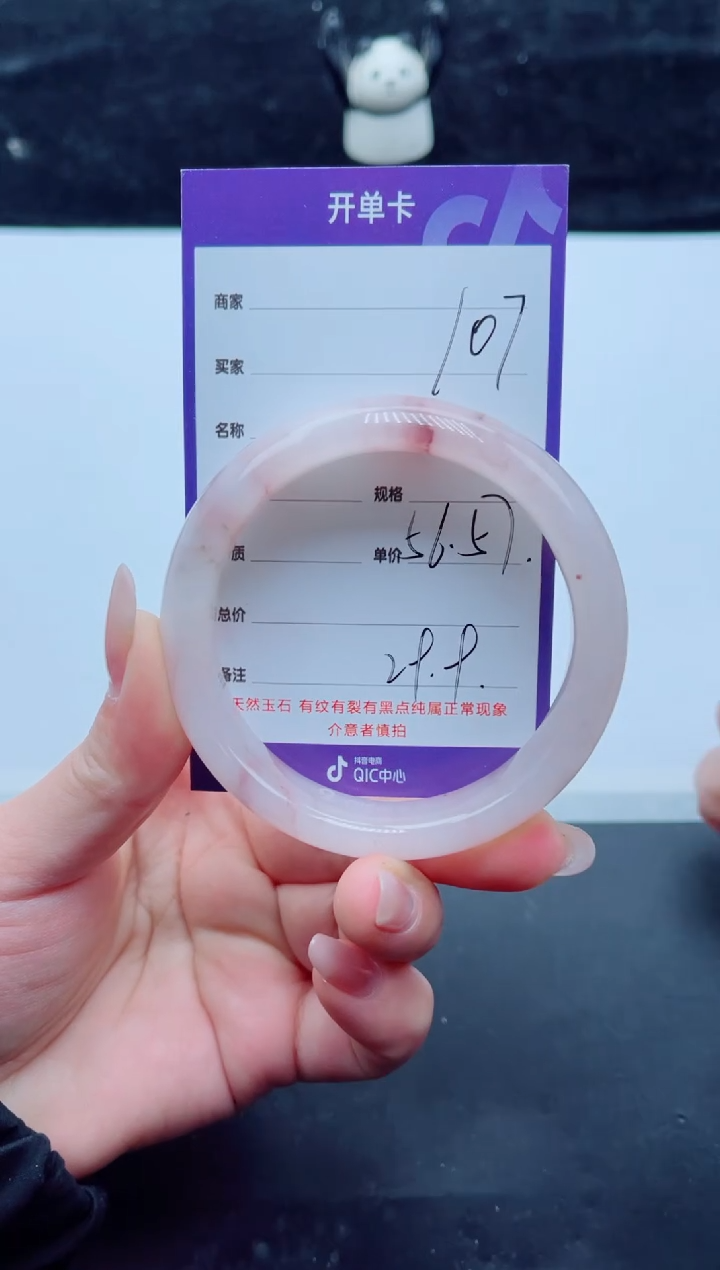 开单卡
商家
107
买家
名称
规格
质 单价 56.57.
总价
备注 29.9.
天然玉石 有纹有裂有黑点纯属正常现象
介意者慎拍
抖音电商
QIC中心